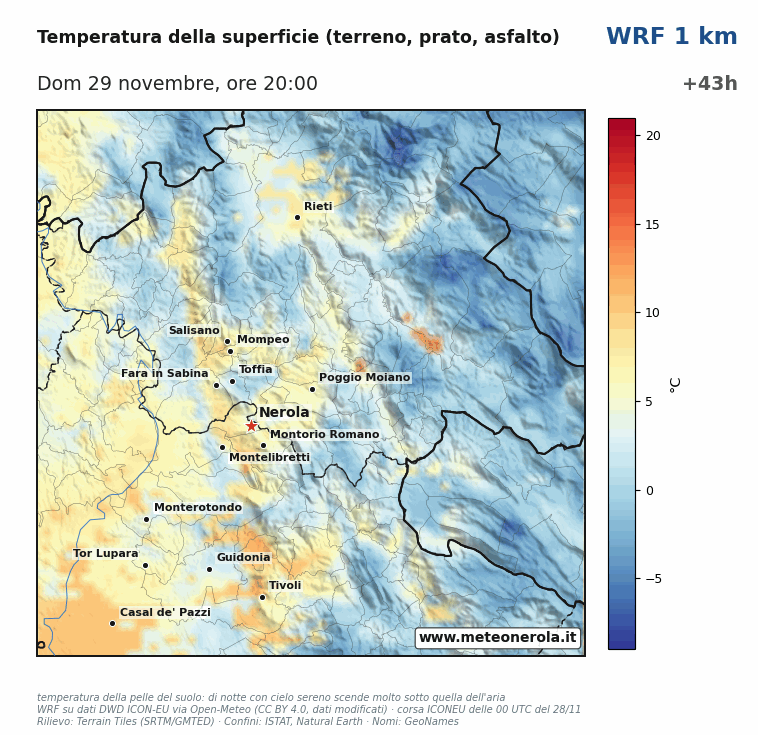 Temperatura della superficie (terreno, prato, asfalto)
WRF 1 km
Dom 29 novembre, ore 20:00
+43h
Rieti
Salisano
Mompeo
Fara in Sabina
Toffia
Poggio Moiano
Nerola
Montorio Romano
Montelibretti
Monterotondo
Tor Lupara
Guidonia
Tivoli
Casal de' Pazzi
www.meteonerola.it
20
15
10
5
0
−5
°C
temperatura della pelle del suolo: di notte con cielo sereno scende molto sotto quella dell'aria
WRF su dati DWD ICON-EU via Open-Meteo (CC BY 4.0, dati modificati) · corsa ICONEU delle 00 UTC del 28/11
Rilievo: Terrain Tiles (SRTM/GMTED) · Confini: ISTAT, Natural Earth · Nomi: GeoNames